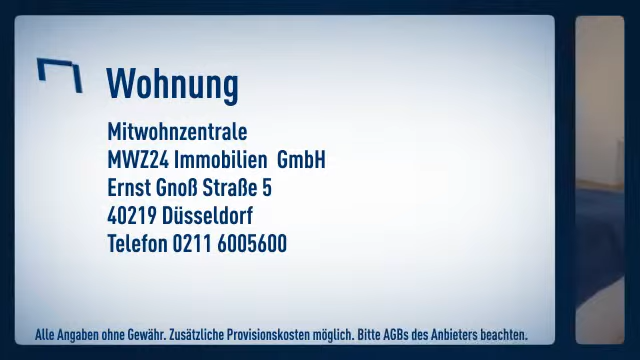 Wohnung
Mitwohnzentrale
MWZ24 Immobilien GmbH
Ernst Gnoß Straße 5
40219 Düsseldorf
Telefon 0211 6005600
Alle Angaben ohne Gewähr. Zusätzliche Provisionskosten möglich. Bitte AGBs des Anbieters beachten.